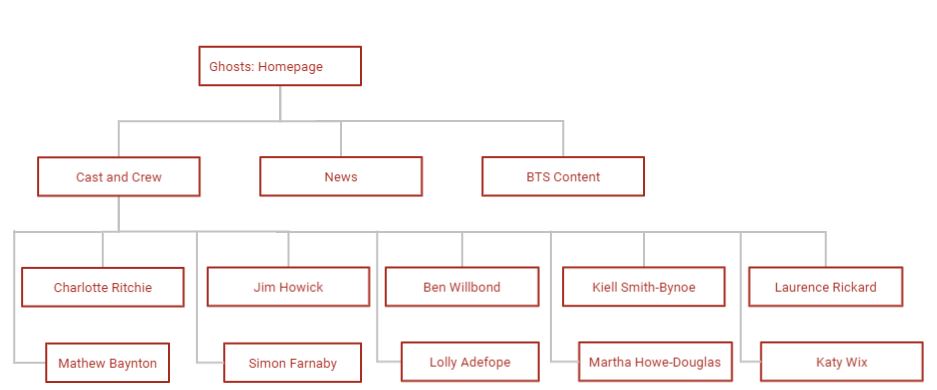 Ghosts: Homepage
Cast and Crew
News
BTS Content
Charlotte Ritchie
Jim Howick
Ben Willbond
Kiell Smith-Bynoe
Laurence Rickard
Mathew Baynton
Simon Farnaby
Lolly Adefope
Martha Howe-Douglas
Katy Wix